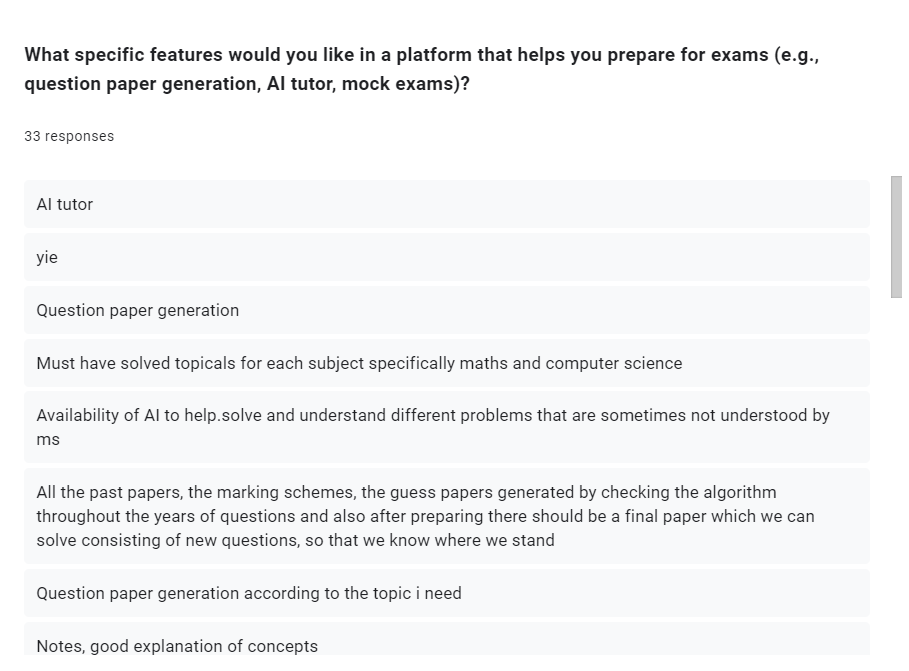 What specific features would you like in a platform that helps you prepare for exams (e.g.,
question paper generation, AI tutor, mock exams)?
33 responses
AI tutor
yie
Question paper generation
Must have solved topicals for each subject specifically maths and computer science
Availability of AI to help.solve and understand different problems that are sometimes not understood by
ms
All the past papers, the marking schemes, the guess papers generated by checking the algorithm
throughout the years of questions and also after preparing there should be a final paper which we can
solve consisting of new questions, so that we know where we stand
Question paper generation according to the topic i need
Notes, good explanation of concepts